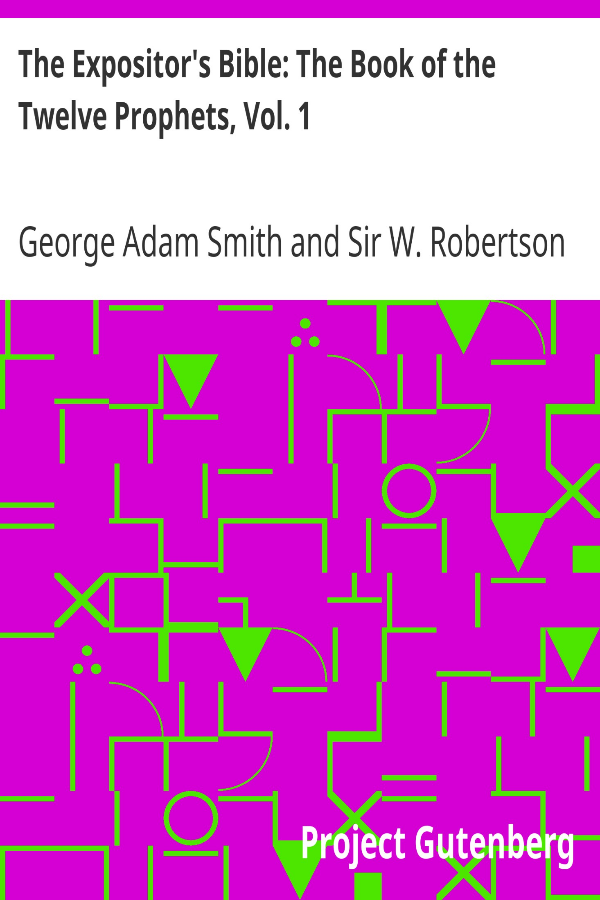 The Expositor's Bible: The Book of the
Twelve Prophets, Vol. 1
George Adam Smith and Sir W. Robertson
Project Gutenberg